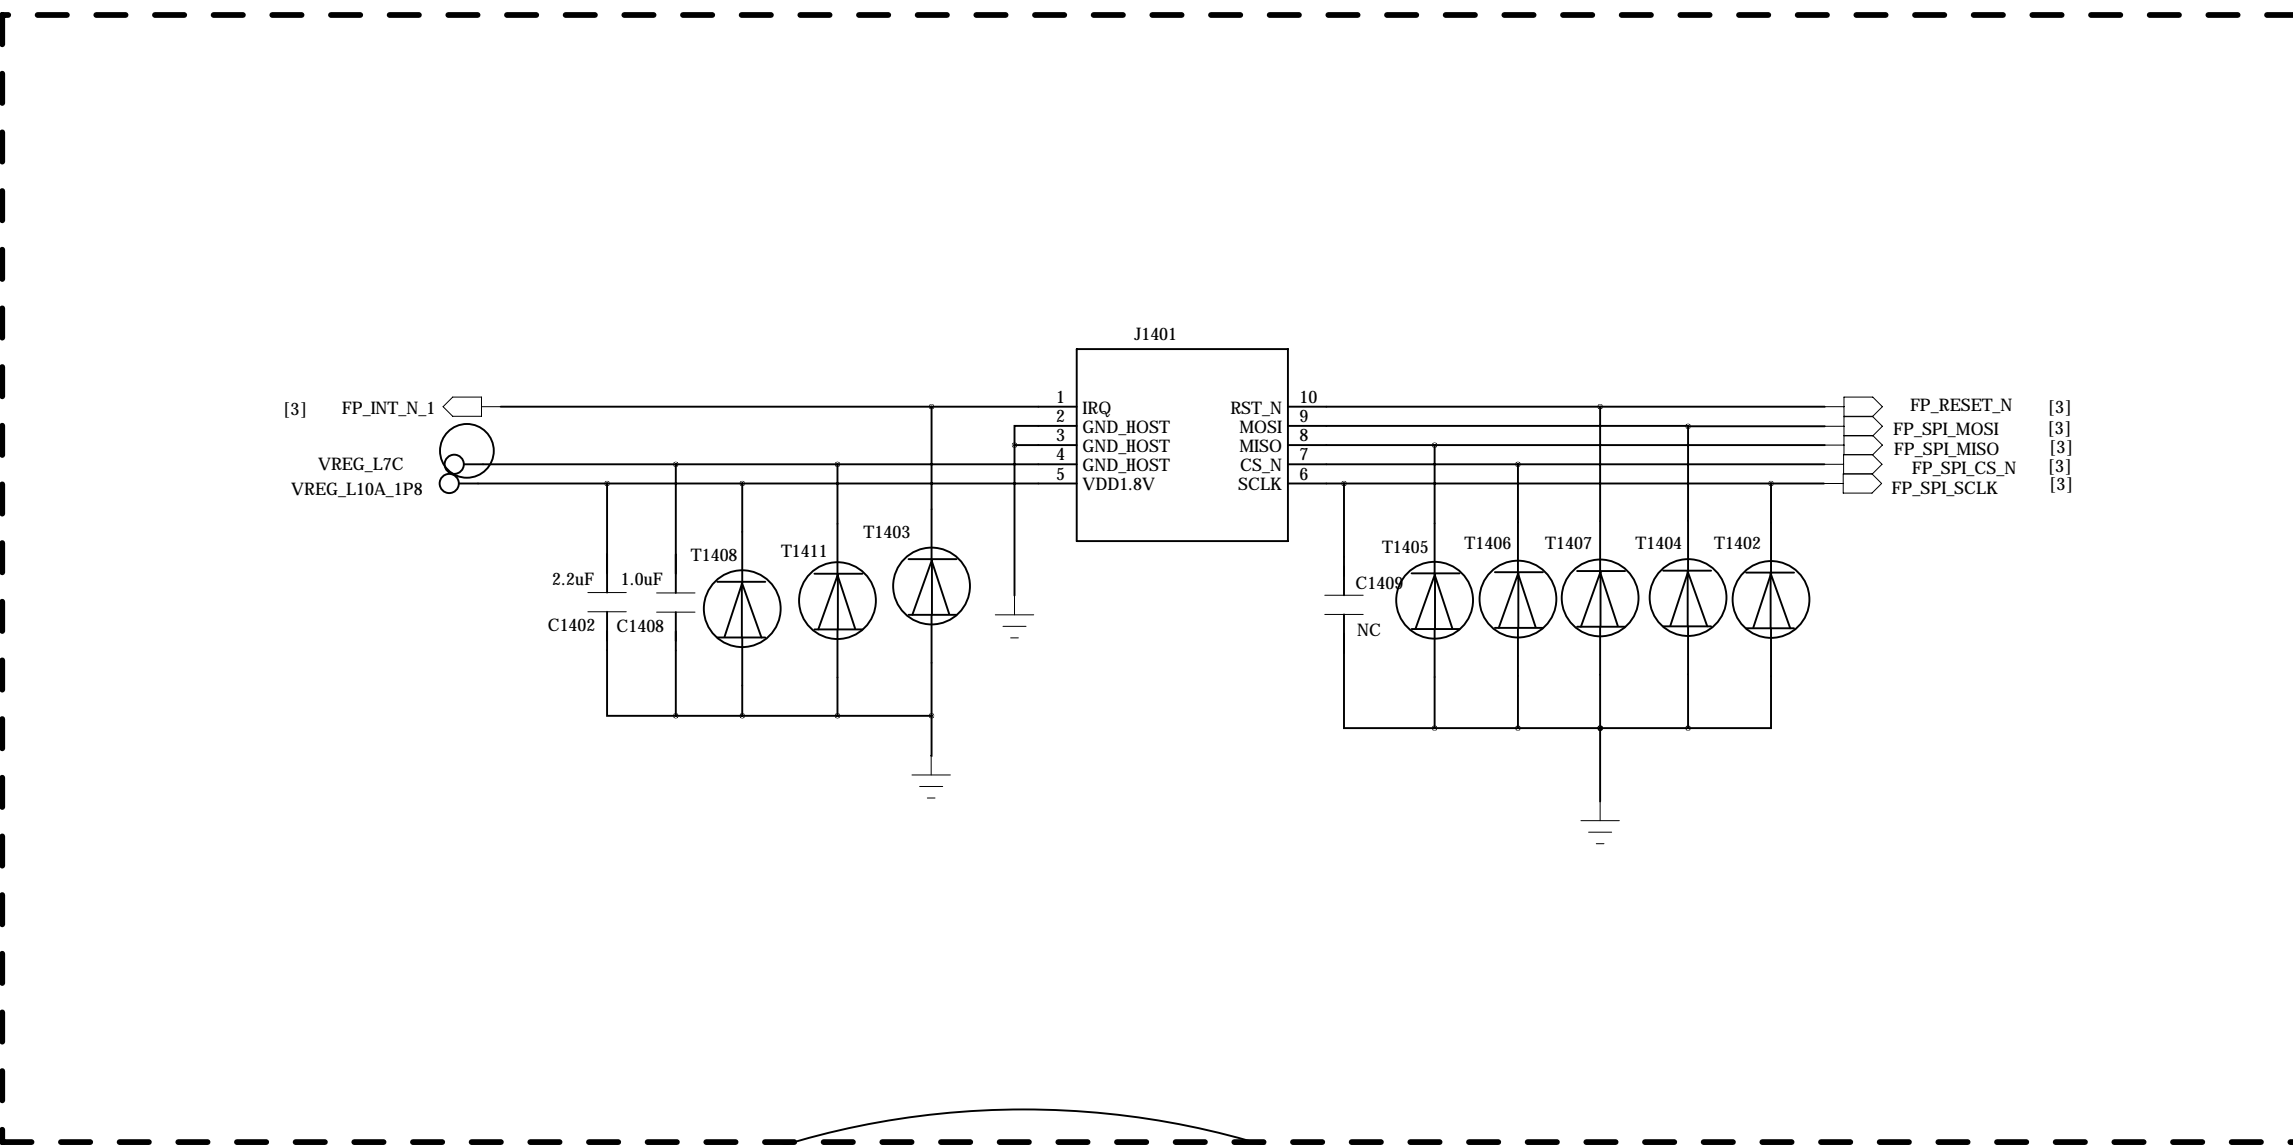 J1401
[3] FP_INT_N_1 1 IRQ RST_N 10 FP_RESET_N [3]
2 GND_HOST MOSI 9 FP_SPI_MOSI [3]
3 GND_HOST MISO 8 FP_SPI_MISO [3]
VREG_L7C 4 GND_HOST CS_N 7 FP_SPI_CS_N [3]
VREG_L10A_1P8 5 VDD1.8V SCLK 6 FP_SPI_SCLK [3]
T1408 T1411 T1403 T1405 T1406 T1407 T1404 T1402
2.2uF 1.0uF C1409
C1402 C1408 NC